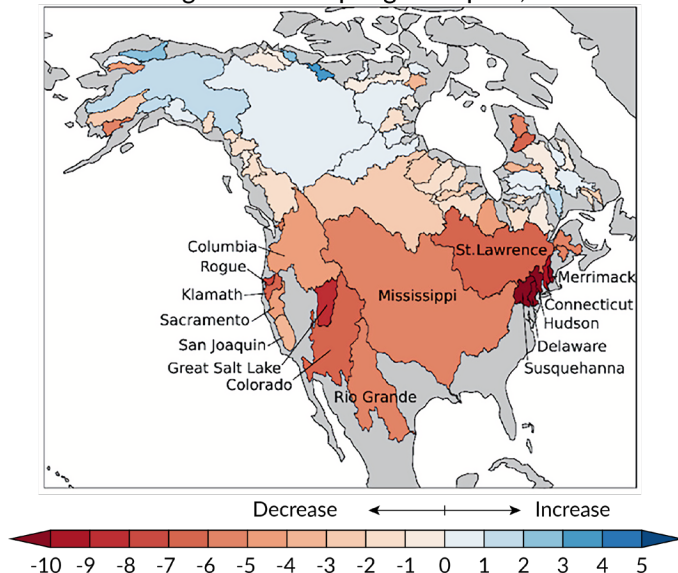 Columbia
Rogue
Klamath
Sacramento
San Joaquin
Great Salt Lake
Colorado
Rio Grande
Mississippi
St.Lawrence
Merrimack
Connecticut
Hudson
Delaware
Susquehanna
Decrease
Increase
-10 -9 -8 -7 -6 -5 -4 -3 -2 -1 0 1 2 3 4 5